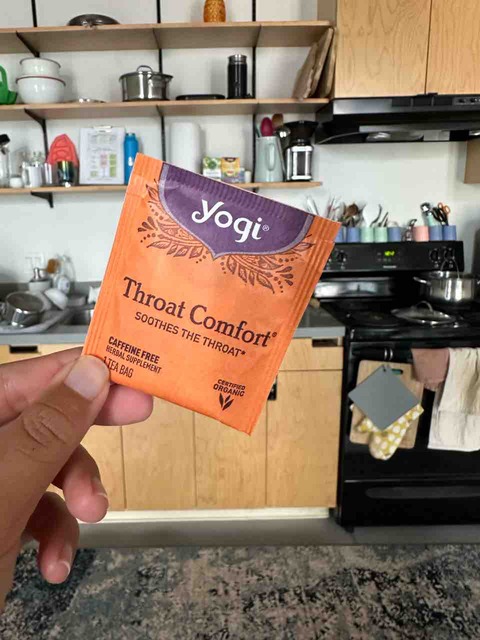 yogi®
Throat Comfort®
SOOTHES THE THROAT*
CAFFEINE FREE
HERBAL SUPPLEMENT
1 TEA BAG
CERTIFIED
ORGANIC